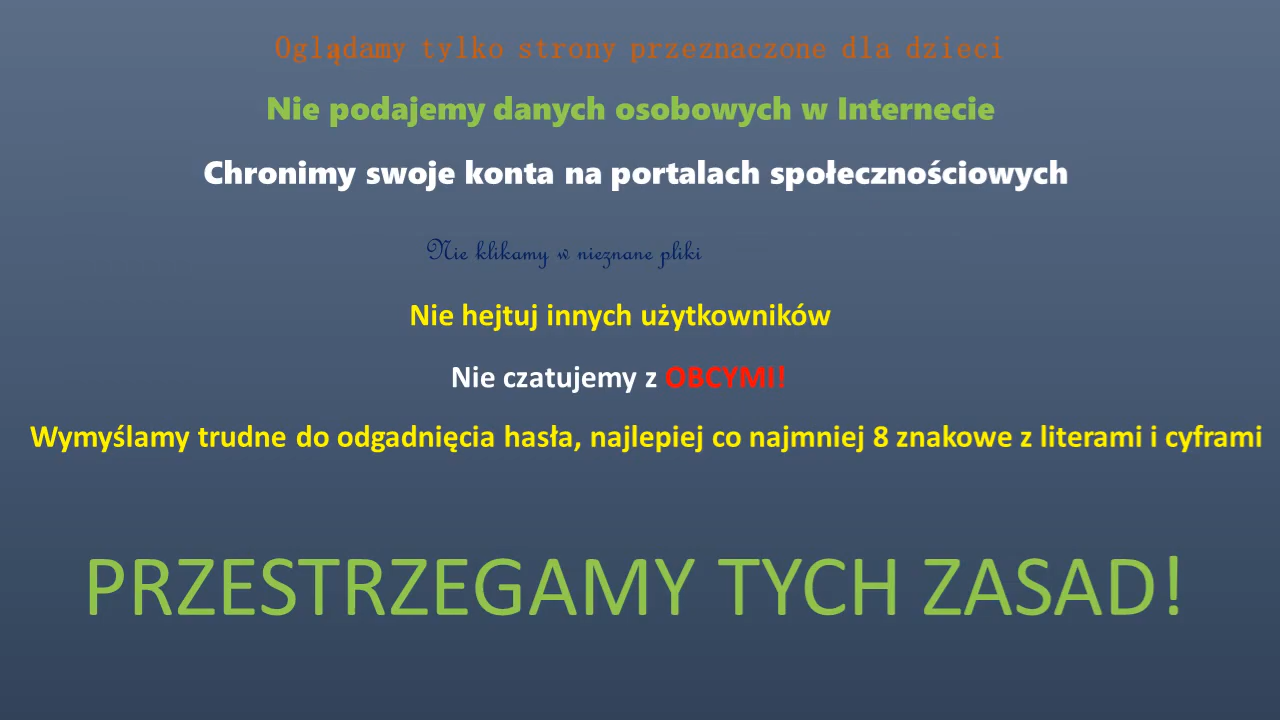 Oglądamy tylko strony przeznaczone dla dzieci
Nie podajemy danych osobowych w Internecie
Chronimy swoje konta na portalach społecznościowych
Nie klikamy w nieznane pliki
Nie hejtuj innych użytkowników
Nie czatujemy z OBCYMI!
Wymyślamy trudne do odgadnięcia hasła, najlepiej co najmniej 8 znakowe z literami i cyframi
PRZESTRZEGAMY TYCH ZASAD!